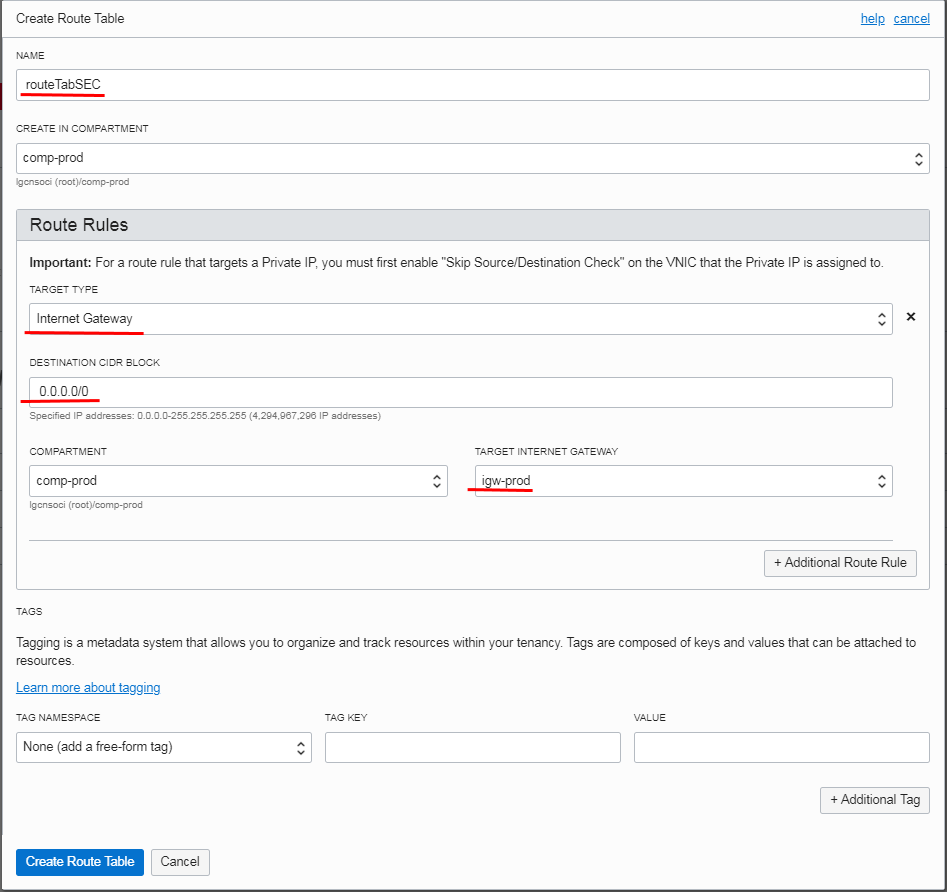 Create Route Table help cancel
NAME
routeTabSEC
CREATE IN COMPARTMENT
comp-prod
lgcnsoci (root)/comp-prod
Route Rules
Important: For a route rule that targets a Private IP, you must first enable "Skip Source/Destination Check" on the VNIC that the Private IP is assigned to.
TARGET TYPE
Internet Gateway
DESTINATION CIDR BLOCK
0.0.0.0/0
Specified IP addresses: 0.0.0.0-255.255.255.255 (4,294,967,296 IP addresses)
COMPARTMENT TARGET INTERNET GATEWAY
comp-prod igw-prod
lgcnsoci (root)/comp-prod
+ Additional Route Rule
TAGS
Tagging is a metadata system that allows you to organize and track resources within your tenancy. Tags are composed of keys and values that can be attached to
resources.
Learn more about tagging
TAG NAMESPACE TAG KEY VALUE
None (add a free-form tag)
+ Additional Tag
Create Route Table Cancel